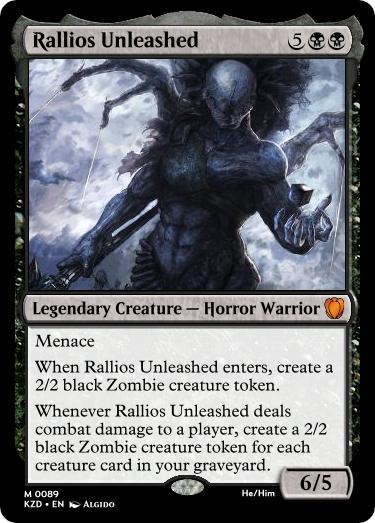 Rallios Unleashed 5
Legendary Creature — Horror Warrior
Menace
When Rallios Unleashed enters, create a
2/2 black Zombie creature token.
Whenever Rallios Unleashed deals
combat damage to a player, create a 2/2
black Zombie creature token for each
creature card in your graveyard.
6/5
M 0089 He/Him
KZD • EN ALGIDO